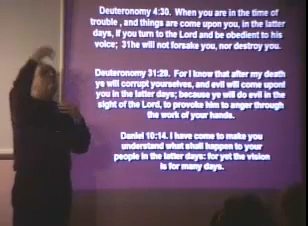 Deuteronomy 4:30. When you are in the time of
trouble , and things are come upon you, in the latter
days, if you turn to the Lord and be obedient to his
voice; 31he will not forsake you, nor destroy you.
Deuteronomy 31:29. For I know that after my death
ye will corrupt yourselves, and evil will come upon
you in the latter days; because ye will do evil in the
sight of the Lord, to provoke him to anger through
the work of your hands.
Daniel 10:14. I have come to make you
understand what shall happen to your
people in the latter days: for yet the vision
is for many days.